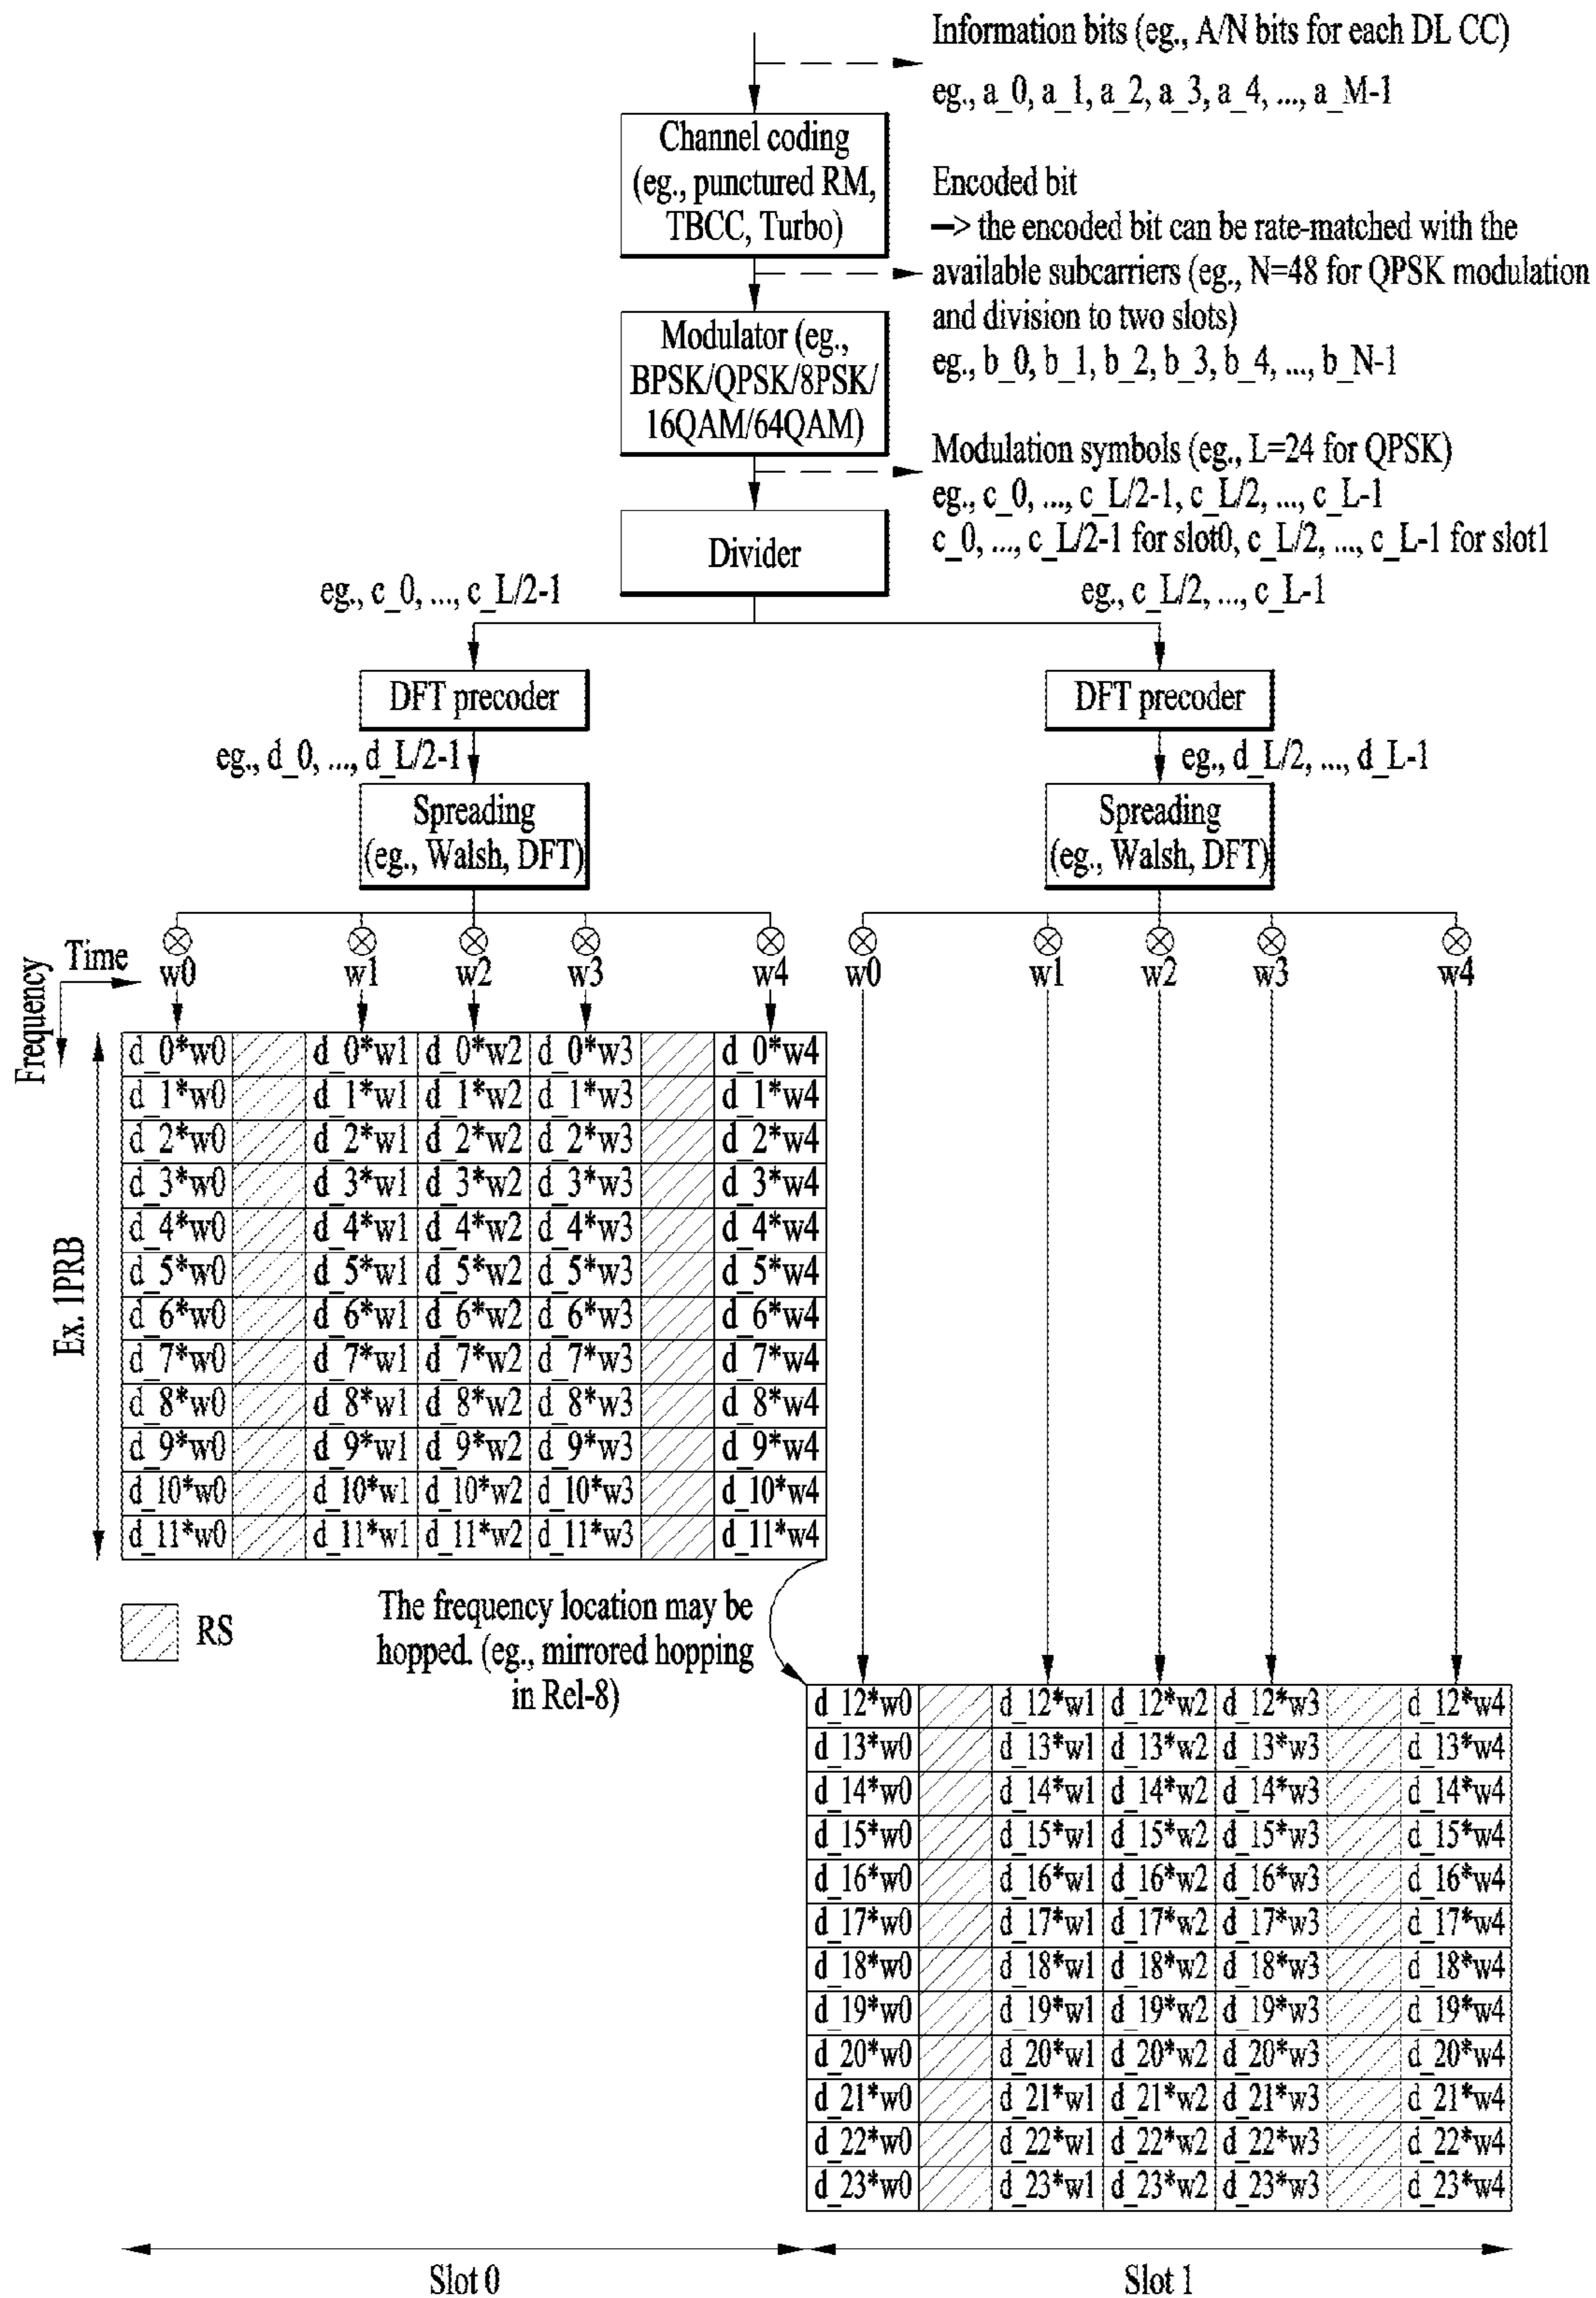 Information bits (eg., A/N bits for each DL CC)
eg., a_0, a_1, a_2, a_3, a_4, ..., a_M-1
Channel coding
(eg., punctured RM,
TBCC, Turbo)
Encoded bit
—> the encoded bit can be rate-matched with the
available subcarriers (eg., N=48 for QPSK modulation
and division to two slots)
eg., b_0, b_1, b_2, b_3, b_4, ..., b_N-1
Modulator (eg.,
BPSK/QPSK/8PSK/
16QAM/64QAM)
Modulation symbols (eg., L=24 for QPSK)
eg., c_0, ..., c_L/2-1, c_L/2, ..., c_L-1
c_0, ..., c_L/2-1 for slot0, c_L/2, ..., c_L-1 for slot1
Divider
eg., c_0, ..., c_L/2-1
eg., c_L/2, ..., c_L-1
DFT precoder
DFT precoder
eg., d_0, ..., d_L/2-1
eg., d_L/2, ..., d_L-1
Spreading
(eg., Walsh, DFT)
Spreading
(eg., Walsh, DFT)
Time
Frequency
w0 w1 w2 w3 w4 w0 w1 w2 w3 w4
Ex. 1PRB
d_0*w0 d_0*w1 d_0*w2 d_0*w3 d_0*w4
d_1*w0 d_1*w1 d_1*w2 d_1*w3 d_1*w4
d_2*w0 d_2*w1 d_2*w2 d_2*w3 d_2*w4
d_3*w0 d_3*w1 d_3*w2 d_3*w3 d_3*w4
d_4*w0 d_4*w1 d_4*w2 d_4*w3 d_4*w4
d_5*w0 d_5*w1 d_5*w2 d_5*w3 d_5*w4
d_6*w0 d_6*w1 d_6*w2 d_6*w3 d_6*w4
d_7*w0 d_7*w1 d_7*w2 d_7*w3 d_7*w4
d_8*w0 d_8*w1 d_8*w2 d_8*w3 d_8*w4
d_9*w0 d_9*w1 d_9*w2 d_9*w3 d_9*w4
d_10*w0 d_10*w1 d_10*w2 d_10*w3 d_10*w4
d_11*w0 d_11*w1 d_11*w2 d_11*w3 d_11*w4
RS
The frequency location may be
hopped. (eg., mirrored hopping
in Rel-8)
d_12*w0 d_12*w1 d_12*w2 d_12*w3 d_12*w4
d_13*w0 d_13*w1 d_13*w2 d_13*w3 d_13*w4
d_14*w0 d_14*w1 d_14*w2 d_14*w3 d_14*w4
d_15*w0 d_15*w1 d_15*w2 d_15*w3 d_15*w4
d_16*w0 d_16*w1 d_16*w2 d_16*w3 d_16*w4
d_17*w0 d_17*w1 d_17*w2 d_17*w3 d_17*w4
d_18*w0 d_18*w1 d_18*w2 d_18*w3 d_18*w4
d_19*w0 d_19*w1 d_19*w2 d_19*w3 d_19*w4
d_20*w0 d_20*w1 d_20*w2 d_20*w3 d_20*w4
d_21*w0 d_21*w1 d_21*w2 d_21*w3 d_21*w4
d_22*w0 d_22*w1 d_22*w2 d_22*w3 d_22*w4
d_23*w0 d_23*w1 d_23*w2 d_23*w3 d_23*w4
Slot 0
Slot 1